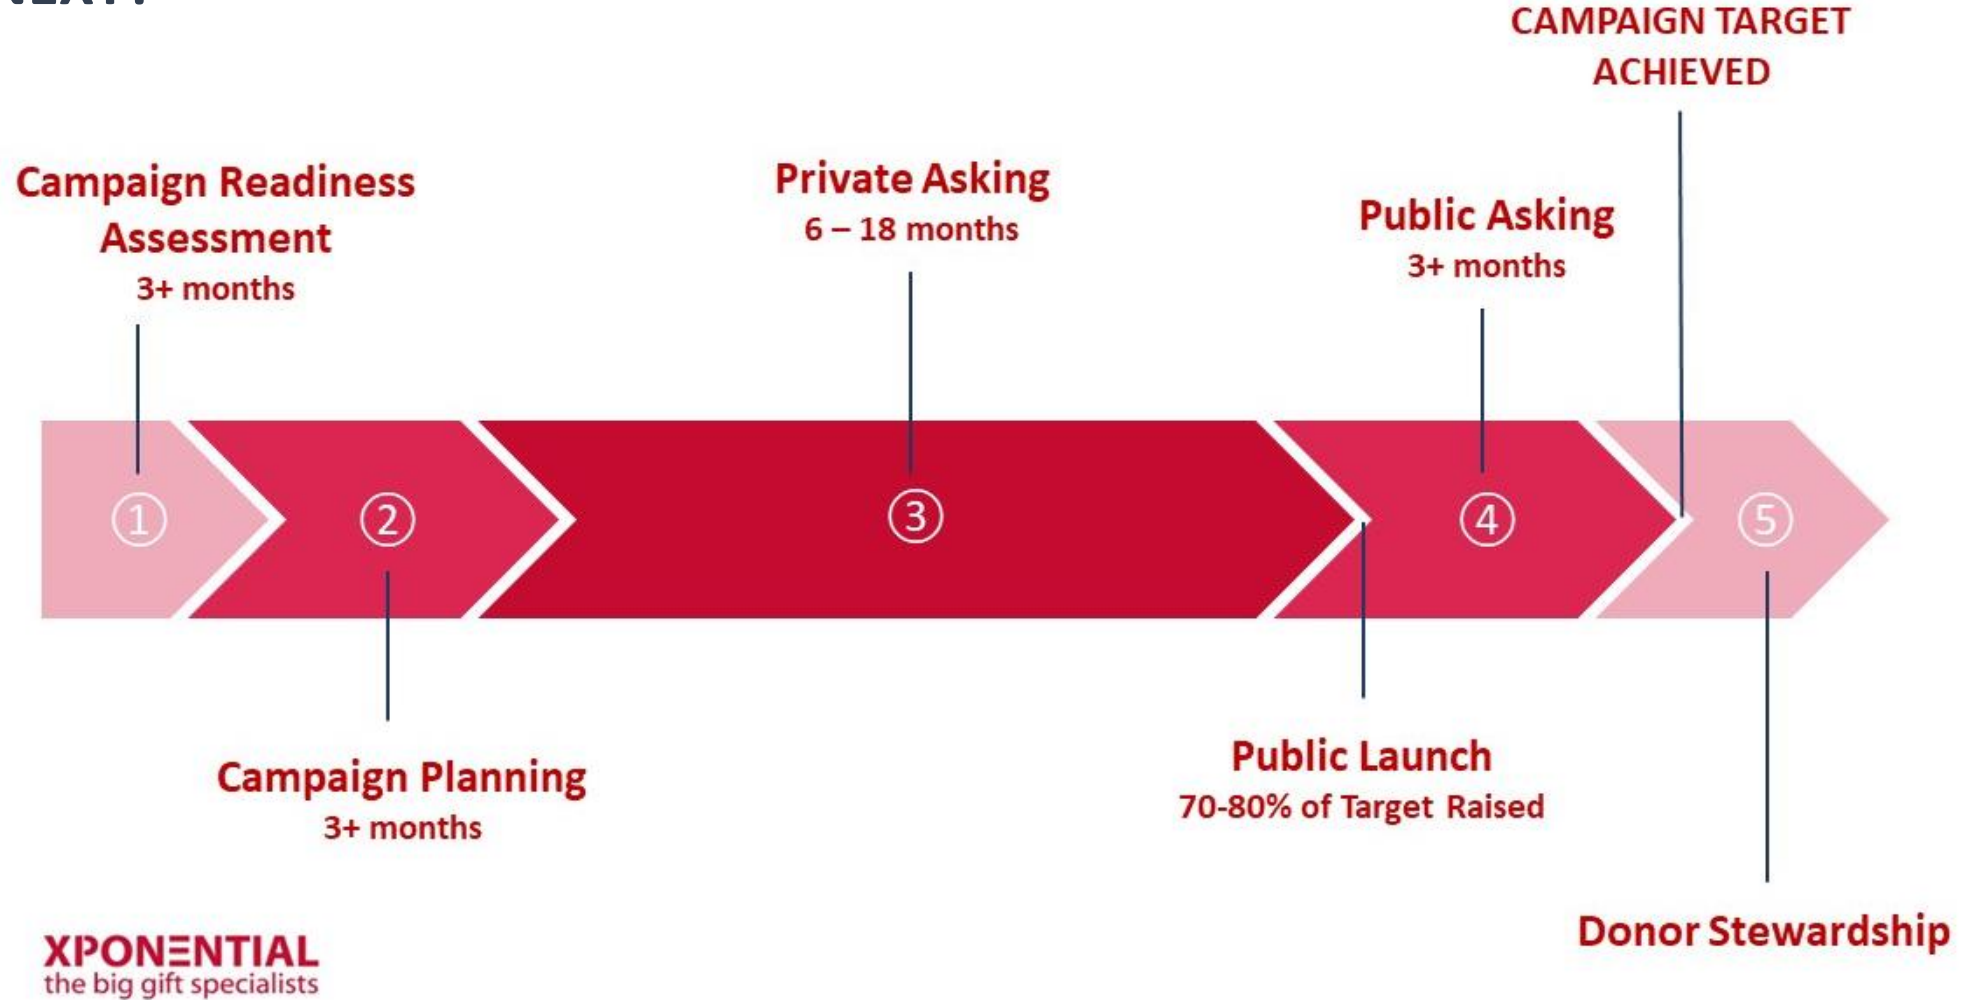 CAMPAIGN TARGET
ACHIEVED
Campaign Readiness
Assessment
3+ months
Private Asking
6 – 18 months
Public Asking
3+ months
①
②
③
④
⑤
Campaign Planning
3+ months
Public Launch
70-80% of Target Raised
Donor Stewardship
XPONENTIAL
the big gift specialists